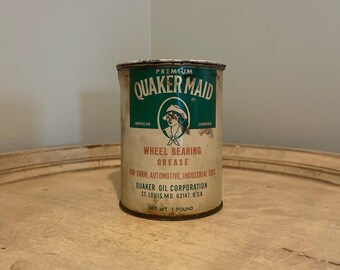 PREMIUM
QUAKER MAID
WHEEL BEARING
GREASE
FOR FARM, AUTOMOTIVE, INDUSTRIAL USE
QUAKER OIL CORPORATION
ST. LOUIS, MO. 63147 USA
NET WT. 1 POUND